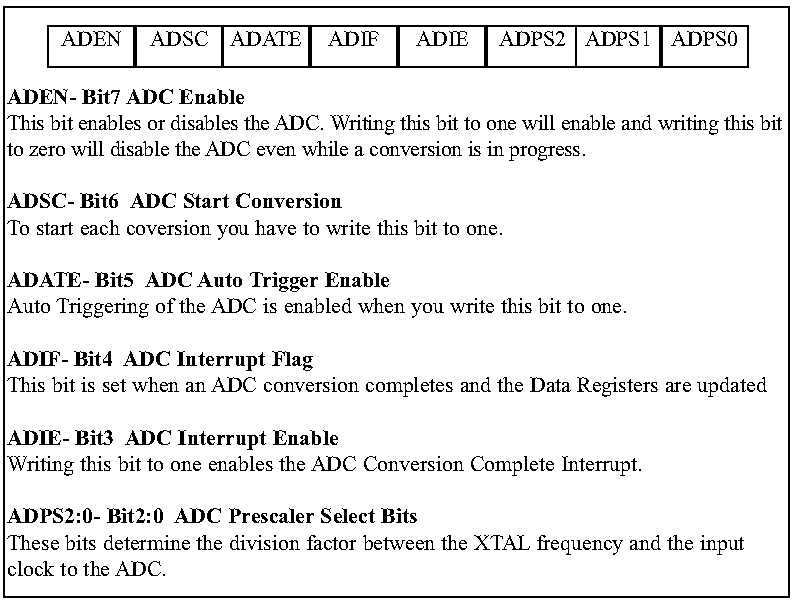 ADEN ADSC ADATE ADIF ADIE ADPS2 ADPS1 ADPS0
ADEN- Bit7 ADC Enable
This bit enables or disables the ADC. Writing this bit to one will enable and writing this bit
to zero will disable the ADC even while a conversion is in progress.
ADSC- Bit6 ADC Start Conversion
To start each coversion you have to write this bit to one.
ADATE- Bit5 ADC Auto Trigger Enable
Auto Triggering of the ADC is enabled when you write this bit to one.
ADIF- Bit4 ADC Interrupt Flag
This bit is set when an ADC conversion completes and the Data Registers are updated
ADIE- Bit3 ADC Interrupt Enable
Writing this bit to one enables the ADC Conversion Complete Interrupt.
ADPS2:0- Bit2:0 ADC Prescaler Select Bits
These bits determine the division factor between the XTAL frequency and the input
clock to the ADC.